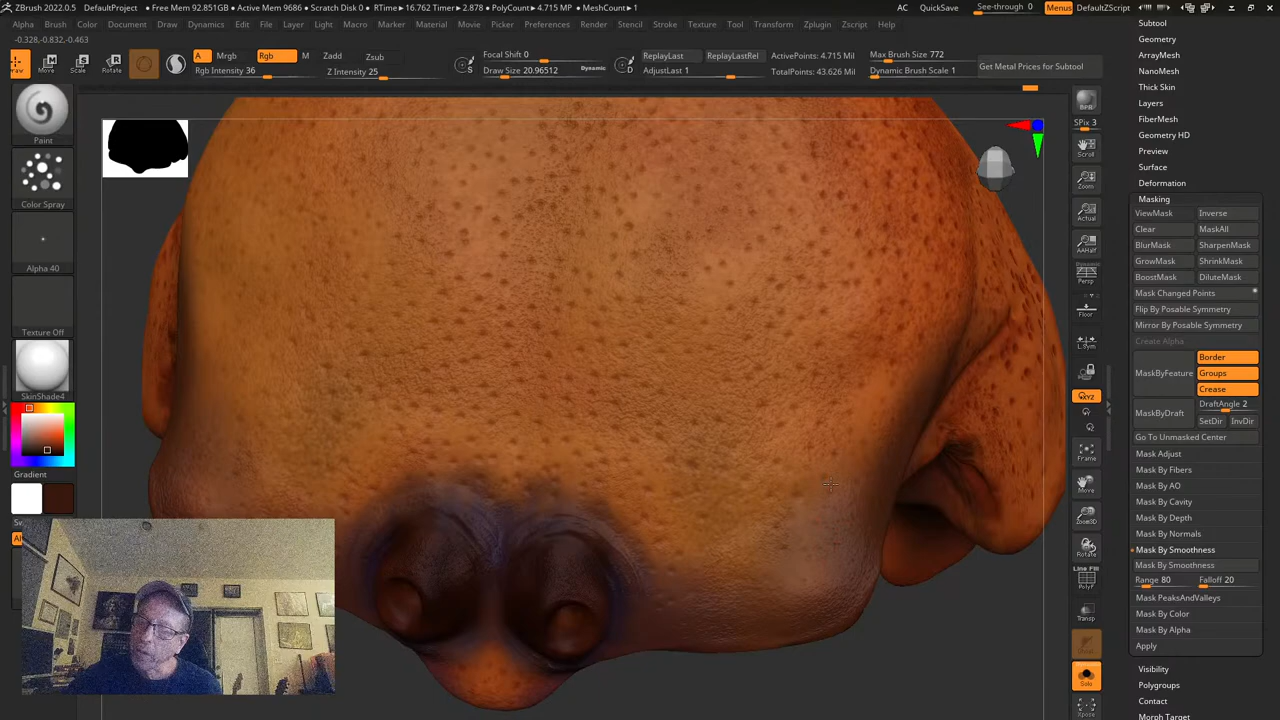 ZBrush 2022.0.5 DefaultProject • Free Mem 92.851GB • Active Mem 9686 • Scratch Disk 0 • RTime▸16.762 Timer▸2.878 • PolyCount▸4.715 MP • MeshCount▸1 AC QuickSave See-through 0 Menus DefaultZScript
Alpha Brush Color Document Draw Dynamics Edit File Layer Light Macro Marker Material Movie Picker Preferences Render Stencil Stroke Texture Tool Transform Zplugin Zscript Help
-0.328,-0.832,-0.463
Draw Move Scale Rotate A Mrgb Rgb M Zadd Zsub
Rgb Intensity 36 Z Intensity 25
Focal Shift 0
Draw Size 20.96512 Dynamic
S D
ReplayLast ReplayLastRel
AdjustLast 1
ActivePoints: 4.715 Mil
TotalPoints: 43.626 Mil
Max Brush Size 772
Dynamic Brush Scale 1
Get Metal Prices for Subtool
Paint
Color Spray
Alpha 40
Texture Off
SkinShade4
Gradient
BPR
SPix 3
Scroll
Zoom
Actual
AAHalf
Dynamic
Persp
Floor
L.Sym
XYZ
Frame
Move
Zoom3D
Rotate
Line Fill
PolyF
Transp
Solo
Xpose
Subtool
Geometry
ArrayMesh
NanoMesh
Thick Skin
Layers
FiberMesh
Geometry HD
Preview
Surface
Deformation
Masking
ViewMask Inverse
Clear MaskAll
BlurMask SharpenMask
GrowMask ShrinkMask
BoostMask DiluteMask
Mask Changed Points
Flip By Posable Symmetry
Mirror By Posable Symmetry
Create Alpha
MaskByFeature Border
Groups
Crease
MaskByDraft DraftAngle 2
SetDir InvDir
Go To Unmasked Center
Mask Adjust
Mask By Fibers
Mask By AO
Mask By Cavity
Mask By Depth
Mask By Normals
Mask By Smoothness
Mask By Smoothness
Range 80 Falloff 20
Mask PeaksAndValleys
Mask By Color
Mask By Alpha
Apply
Visibility
Polygroups
Contact
Morph Target